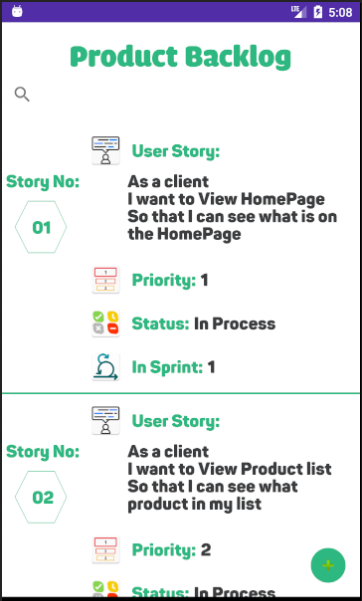 LTE 5:08
Product Backlog
User Story:
Story No:
As a client
I want to View HomePage
So that I can see what is on
the HomePage
01
Priority: 1
Status: In Process
In Sprint: 1
User Story:
Story No:
As a client
I want to View Product list
So that I can see what
product in my list
02
Priority: 2
Status: In Process